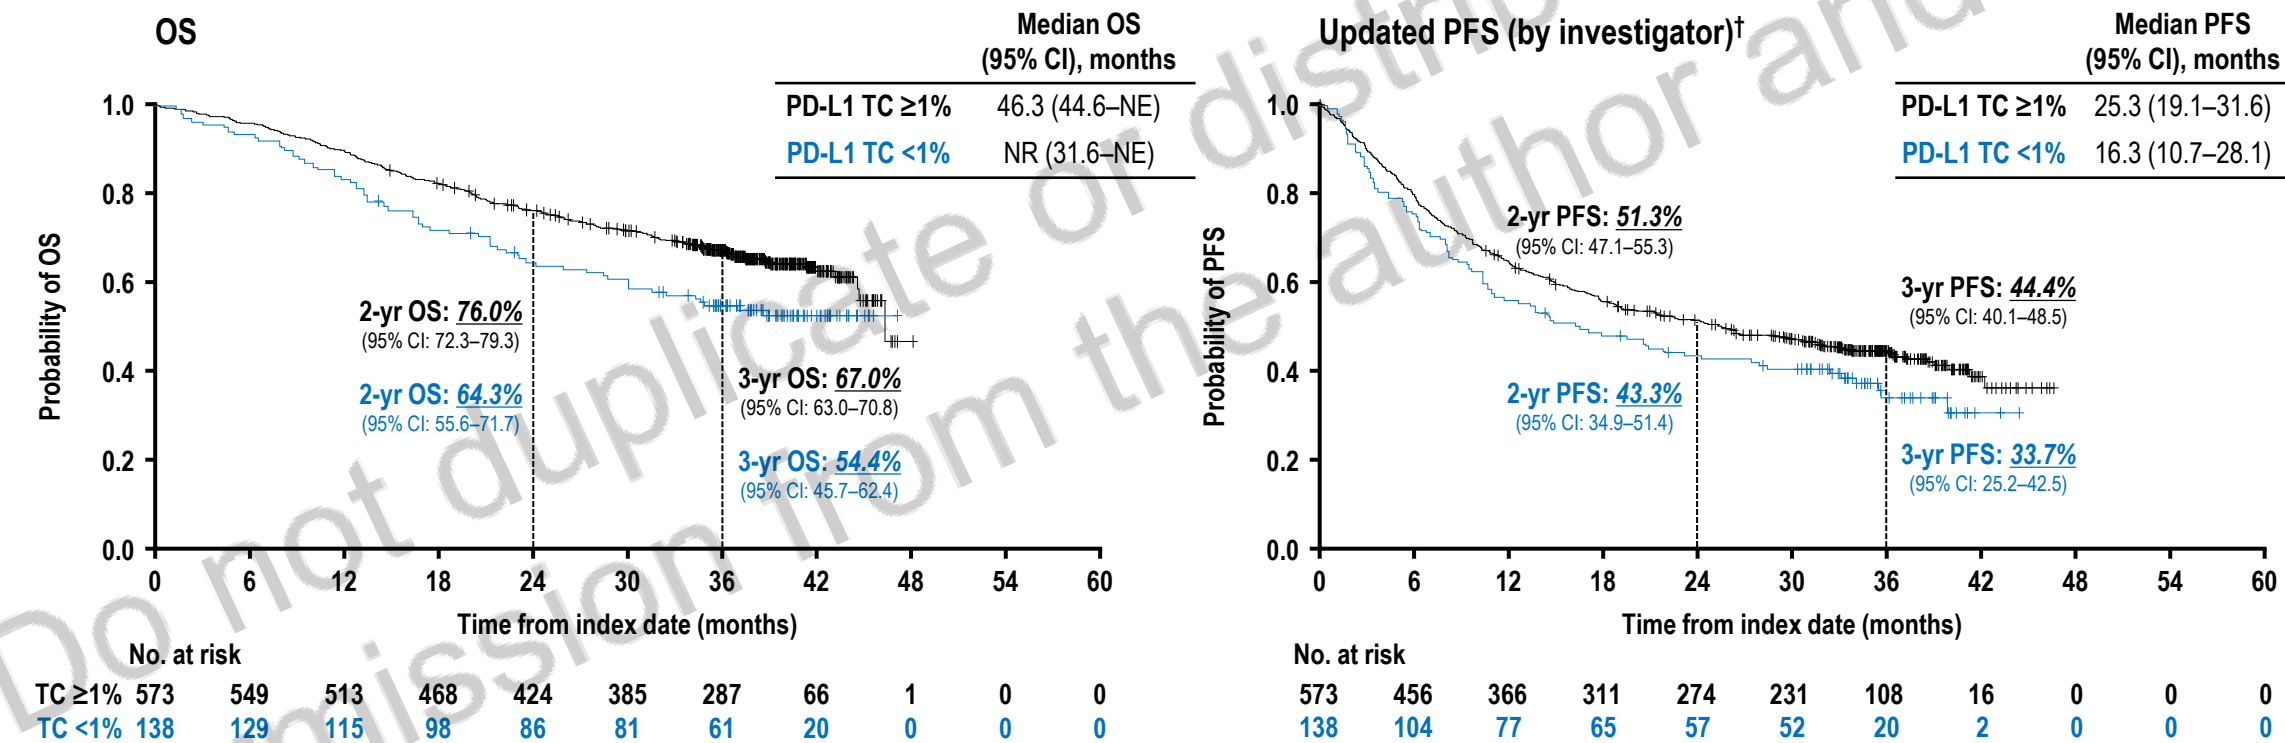 OS
Median OS
(95% CI), months
PD-L1 TC ≥1% 46.3 (44.6–NE)
PD-L1 TC <1% NR (31.6–NE)
1.0
0.8
0.6
0.4
0.2
0.0
Probability of OS
2-yr OS: 76.0%
(95% CI: 72.3–79.3)
2-yr OS: 64.3%
(95% CI: 55.6–71.7)
3-yr OS: 67.0%
(95% CI: 63.0–70.8)
3-yr OS: 54.4%
(95% CI: 45.7–62.4)
0 6 12 18 24 30 36 42 48 54 60
Time from index date (months)
No. at risk
TC ≥1% 573 549 513 468 424 385 287 66 1 0 0
TC <1% 138 129 115 98 86 81 61 20 0 0 0
Updated PFS (by investigator)†
Median PFS
(95% CI), months
PD-L1 TC ≥1% 25.3 (19.1–31.6)
PD-L1 TC <1% 16.3 (10.7–28.1)
1.0
0.8
0.6
0.4
0.2
0.0
Probability of PFS
2-yr PFS: 51.3%
(95% CI: 47.1–55.3)
2-yr PFS: 43.3%
(95% CI: 34.9–51.4)
3-yr PFS: 44.4%
(95% CI: 40.1–48.5)
3-yr PFS: 33.7%
(95% CI: 25.2–42.5)
0 6 12 18 24 30 36 42 48 54 60
Time from index date (months)
No. at risk
573 456 366 311 274 231 108 16 0 0 0
138 104 77 65 57 52 20 2 0 0 0
Do not duplicate or distrib
mission from the author and